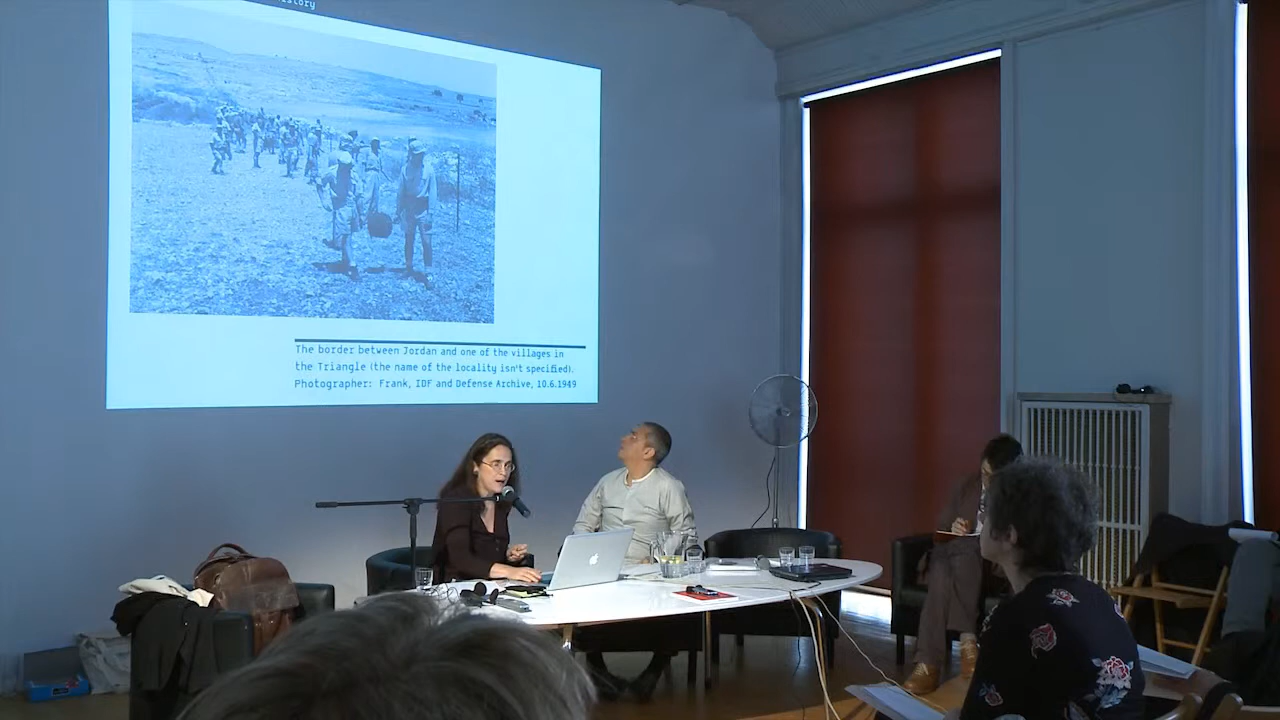 history
The border between Jordan and one of the villages in
the Triangle (the name of the locality isn't specified).
Photographer: Frank, IDF and Defense Archive, 10.6.1949